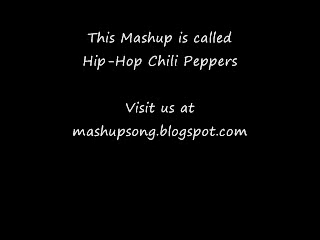 This Mashup is called
Hip-Hop Chili Peppers
Visit us at
mashupsong.blogspot.com